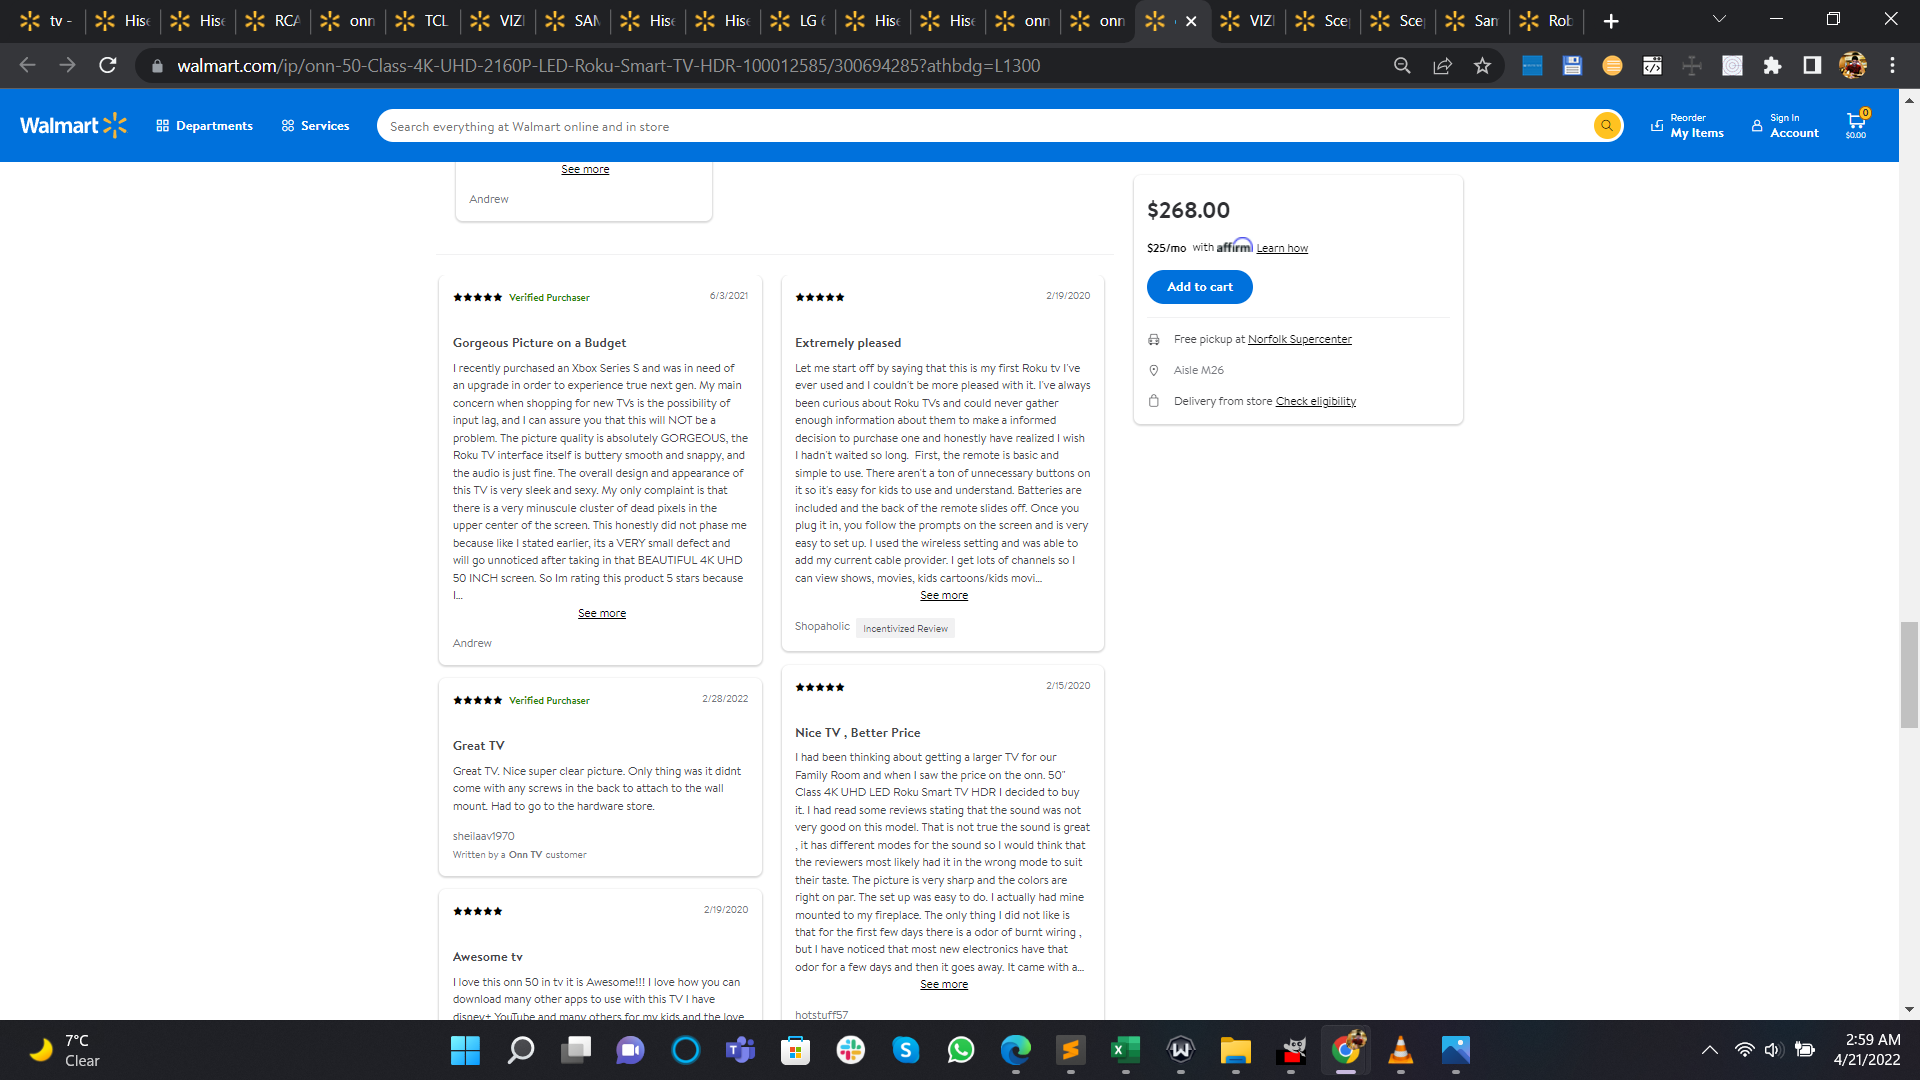 tv -
Hise
Hise
RCA
onn
TCL
VIZI
SAM
Hise
Hise
LG 6
Hise
Hise
onn
onn
VIZI
Scep
Scep
Sam
Rob
walmart.com/ip/onn-50-Class-4K-UHD-2160P-LED-Roku-Smart-TV-HDR-100012585/300694285?athbdg=L1300
Walmart
Departments
Services
Search everything at Walmart online and in store
Reorder
My Items
Sign In
Account
0
$0.00
See more
Andrew
$268.00
$25/mo with affirm Learn how
Add to cart
Free pickup at Norfolk Supercenter
Aisle M26
Delivery from store Check eligibility
Verified Purchaser
6/3/2021
Gorgeous Picture on a Budget
I recently purchased an Xbox Series S and was in need of
an upgrade in order to experience true next gen. My main
concern when shopping for new TVs is the possibility of
input lag, and I can assure you that this will NOT be a
problem. The picture quality is absolutely GORGEOUS, the
Roku TV interface itself is buttery smooth and snappy, and
the audio is just fine. The overall design and appearance of
this TV is very sleek and sexy. My only complaint is that
there is a very minuscule cluster of dead pixels in the
upper center of the screen. This honestly did not phase me
because like I stated earlier, its a VERY small defect and
will go unnoticed after taking in that BEAUTIFUL 4K UHD
50 INCH screen. So Im rating this product 5 stars because
I...
See more
Andrew
Verified Purchaser
2/28/2022
Great TV
Great TV. Nice super clear picture. Only thing was it didnt
come with any screws in the back to attach to the wall
mount. Had to go to the hardware store.
sheilaav1970
Written by a Onn TV customer
2/19/2020
Awesome tv
I love this onn 50 in tv it is Awesome!!! I love how you can
download many other apps to use with this TV I have
disney+ YouTube and many others for my kids and the love
2/19/2020
Extremely pleased
Let me start off by saying that this is my first Roku tv I've
ever used and I couldn't be more pleased with it. I've always
been curious about Roku TVs and could never gather
enough information about them to make a informed
decision to purchase one and honestly have realized I wish
I hadn't waited so long. First, the remote is basic and
simple to use. There aren't a ton of unnecessary buttons on
it so it's easy for kids to use and understand. Batteries are
included and the back of the remote slides off. Once you
plug it in, you follow the prompts on the screen and is very
easy to set up. I used the wireless setting and was able to
add my current cable provider. I get lots of channels so I
can view shows, movies, kids cartoons/kids movi...
See more
Shopaholic
Incentivized Review
2/15/2020
Nice TV , Better Price
I had been thinking about getting a larger TV for our
Family Room and when I saw the price on the onn. 50"
Class 4K UHD LED Roku Smart TV HDR I decided to buy
it. I had read some reviews stating that the sound was not
very good on this model. That is not true the sound is great
, it has different modes for the sound so I would think that
the reviewers most likely had it in the wrong mode to suit
their taste. The picture is very sharp and the colors are
right on par. The set up was easy to do. I actually had mine
mounted to my fireplace. The only thing I did not like is
that for the first few days there is a odor of burnt wiring ,
but I have noticed that most new electronics have that
odor for a few days and then it goes away. It came with a...
See more
hotstuff57
7°C
Clear
2:59 AM
4/21/2022